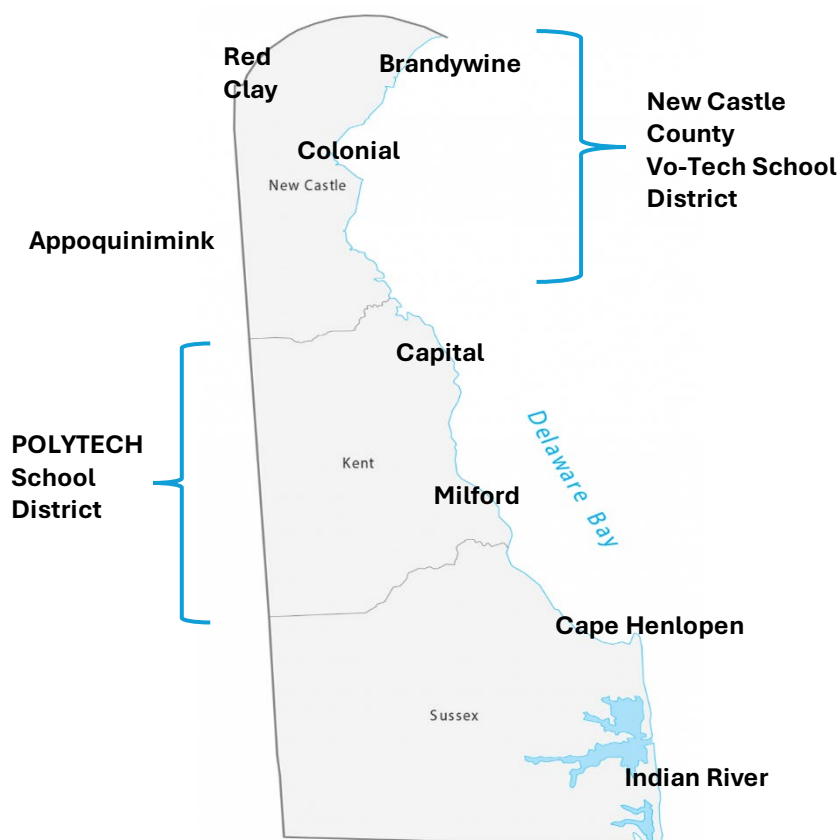 Red
Clay
Brandywine
New Castle
County
Vo-Tech School
District
Colonial
New Castle
Appoquinimink
Capital
POLYTECH
School
District
Kent
Delaware Bay
Milford
Cape Henlopen
Sussex
Indian River